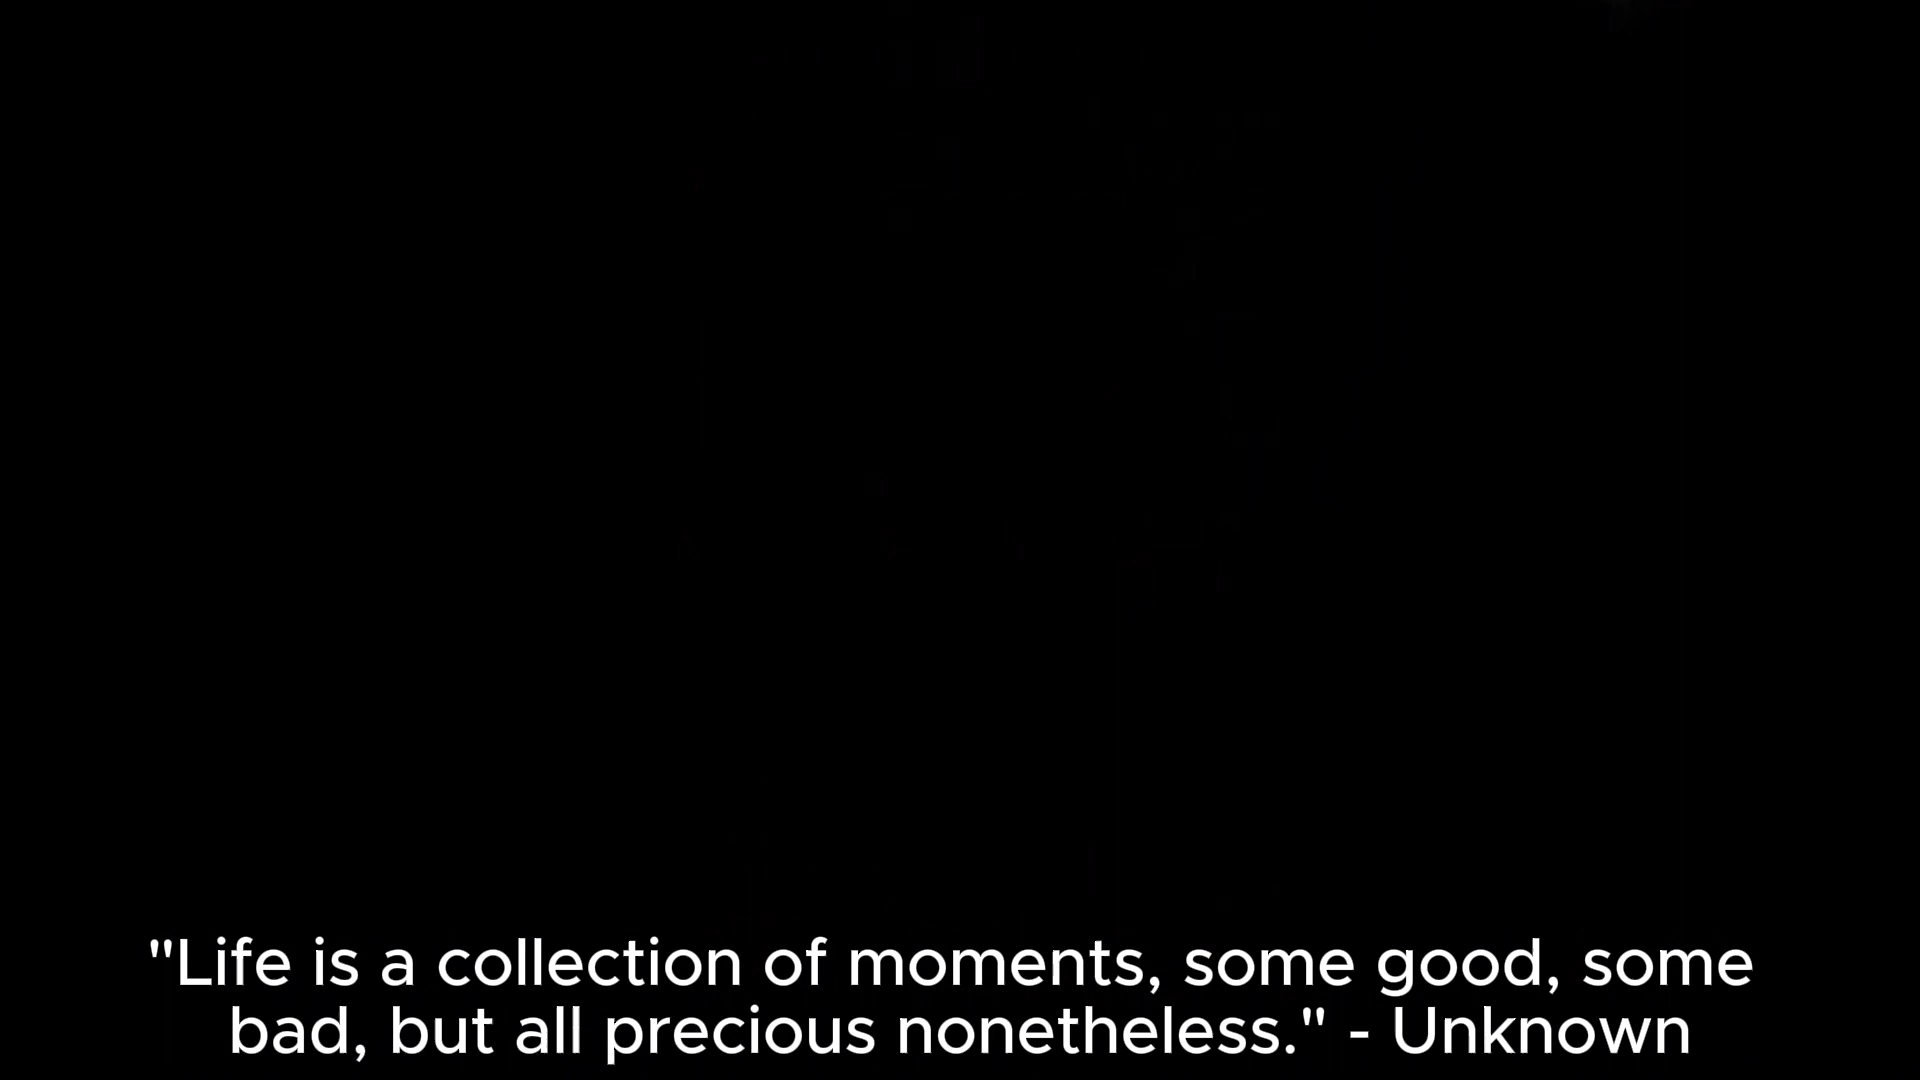 "Life is a collection of moments, some good, some
bad, but all precious nonetheless." - Unknown